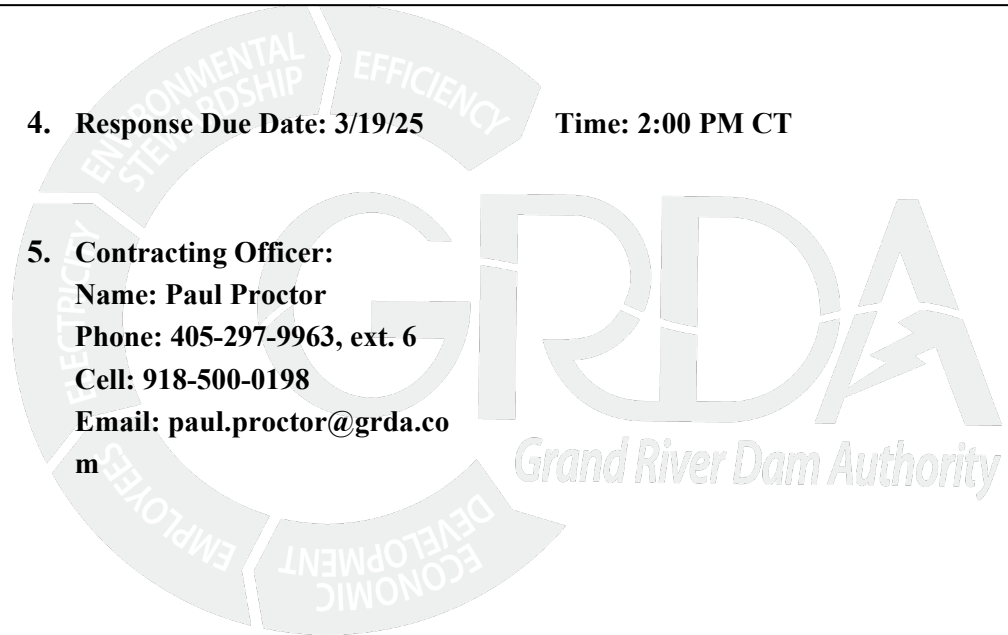 4. Response Due Date: 3/19/25 Time: 2:00 PM CT
5. Contracting Officer:
Name: Paul Proctor
Phone: 405-297-9963, ext. 6
Cell: 918-500-0198
Email: paul.proctor@grda.co
m
ENVIRONMENTAL
STEWARDSHIP
EFFICIENCY
ELECTRICITY
EMPLOYEES
ECONOMIC
DEVELOPMENT
GRDA
Grand River Dam Authority